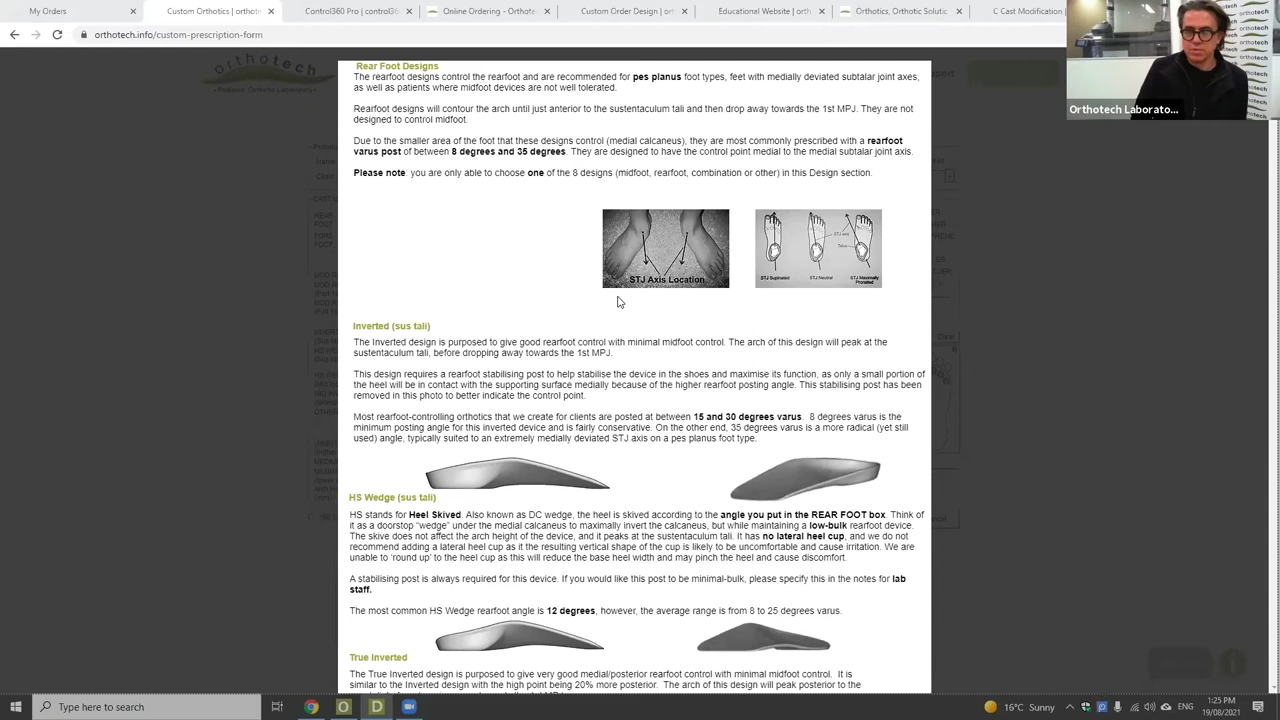 My Orders
Custom Orthotics | orthote
Control360 Pro | control360
Online Ordering - Orthote
Custom Order Design | ort
Educational Website | orth
Orthotics, Orthotic Solutic
C Cast Modification |
orthotech.info/custom-prescription-form
orthotech
Podiatric Orthotic Laboratory
Orthotech Laborato...
Rear Foot Designs
The rearfoot designs control the rearfoot and are recommended for pes planus foot types, feet with medially deviated subtalar joint axes,
as well as patients where midfoot devices are not well tolerated.
Rearfoot designs will contour the arch until just anterior to the sustentaculum tali and then drop away towards the 1st MPJ. They are not
designed to control midfoot.
Due to the smaller area of the foot that these designs control (medial calcaneus), they are most commonly prescribed with a rearfoot
varus post of between 8 degrees and 35 degrees. They are designed to have the control point medial to the medial subtalar joint axis.
Please note: you are only able to choose one of the 8 designs (midfoot, rearfoot, combination or other) in this Design section.
STJ Axis Location
STJ axis
Talus
STJ Supinated
STJ Neutral
STJ Maximally
Pronated
Inverted (sus tali)
The Inverted design is purposed to give good rearfoot control with minimal midfoot control. The arch of this design will peak at the
sustentaculum tali, before dropping away towards the 1st MPJ.
This design requires a rearfoot stabilising post to help stabilise the device in the shoes and maximise its function, as only a small portion of
the heel will be in contact with the supporting surface medially because of the higher rearfoot posting angle. This stabilising post has been
removed in this photo to better indicate the control point.
Most rearfoot-controlling orthotics that we create for clients are posted at between 15 and 30 degrees varus. 8 degrees varus is the
minimum posting angle for this inverted device and is fairly conservative. On the other end, 35 degrees varus is a more radical (yet still
used) angle, typically suited to an extremely medially deviated STJ axis on a pes planus foot type.
HS Wedge (sus tali)
HS stands for Heel Skived. Also known as DC wedge, the heel is skived according to the angle you put in the REAR FOOT box. Think of
it as a doorstop “wedge” under the medial calcaneus to maximally invert the calcaneus, but while maintaining a low-bulk rearfoot device.
The skive does not affect the arch height of the device, and it peaks at the sustentaculum tali. It has no lateral heel cup, and we do not
recommend adding a lateral heel cup as it the resulting vertical shape of the cup is likely to be uncomfortable and cause irritation. We are
unable to ‘round up’ to the heel cup as this will reduce the base heel width and may pinch the heel and cause discomfort.
A stabilising post is always required for this device. If you would like this post to be minimal-bulk, please specify this in the notes for lab
staff.
The most common HS Wedge rearfoot angle is 12 degrees, however, the average range is from 8 to 25 degrees varus.
True Inverted
The True Inverted design is purposed to give very good medial/posterior rearfoot control with minimal midfoot control. It is
similar to the Inverted design with the high point being 20% more posterior. The arch of this design will peak posterior to the
Type here to search
16°C Sunny
ENG
1:25 PM
19/08/2021